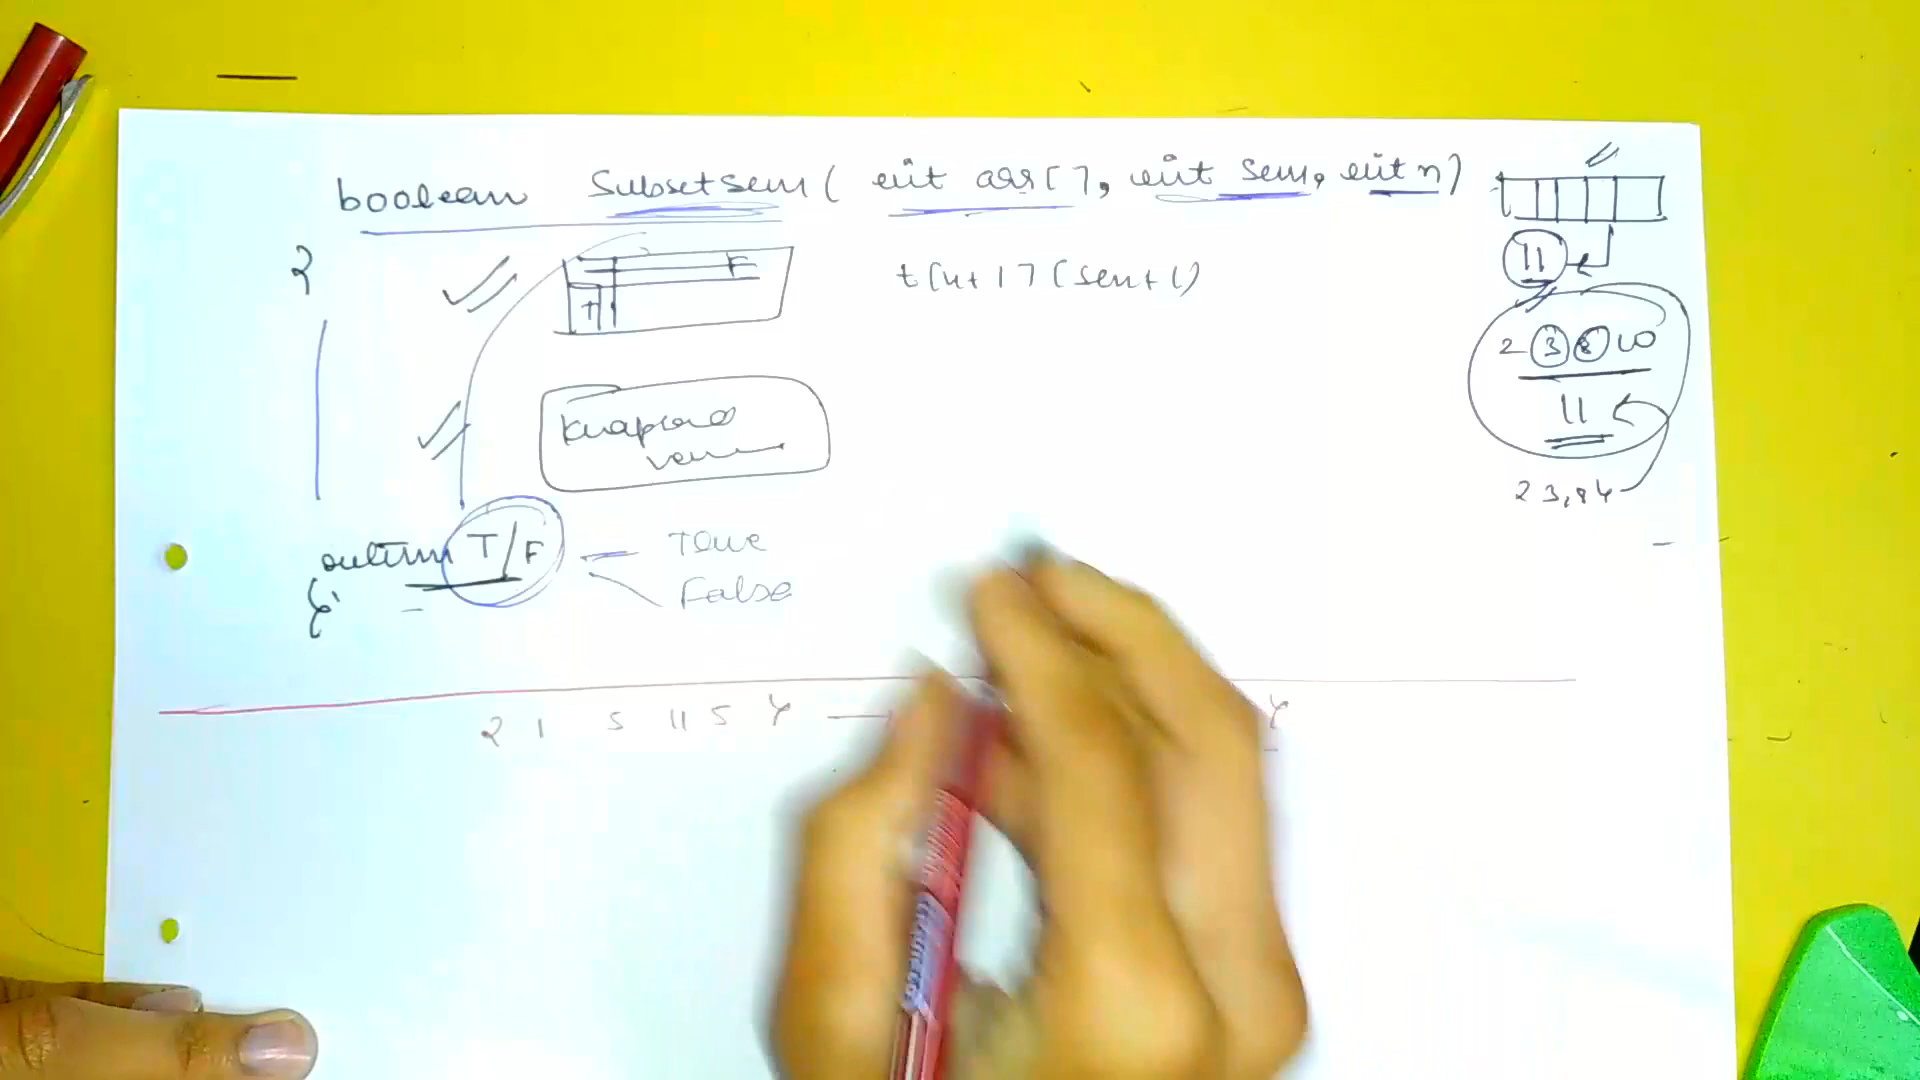 boolean Subsetsum( int arr[], int sum, int n)
{
F
t[n+1][sum+1)
T
11
2 3 8 10
11
Knapsack
2 3, 8 4
return T/F
True
False
}
2 1 5 11 5 4
4